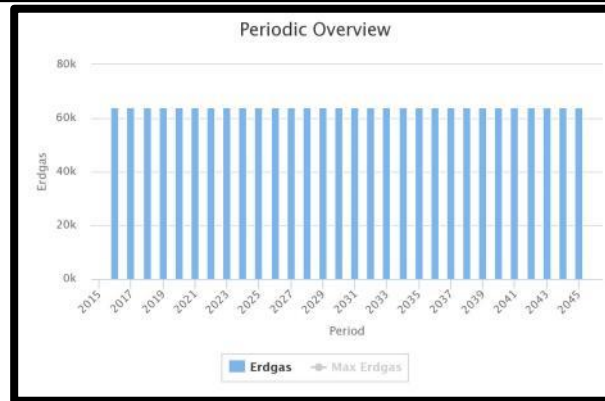 Periodic Overview
80k
60k
40k
20k
0k
Erdgas
2015 2017 2019 2021 2023 2025 2027 2029 2031 2033 2035 2037 2039 2041 2043 2045
Period
Erdgas Max Erdgas